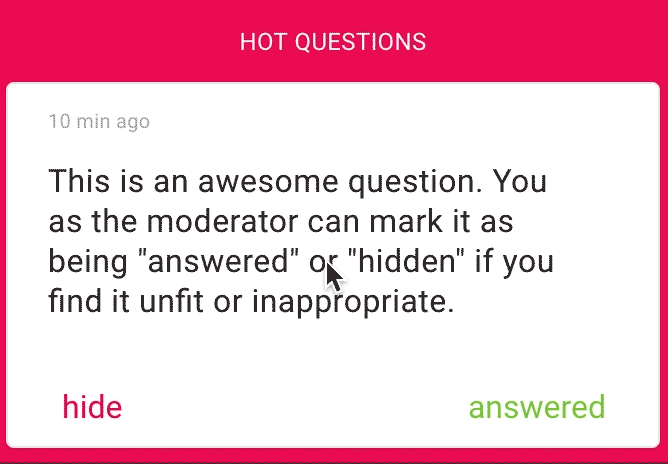 HOT QUESTIONS
10 min ago
This is an awesome question. You
as the moderator can mark it as
being "answered" or "hidden" if you
find it unfit or inappropriate.
hide answered